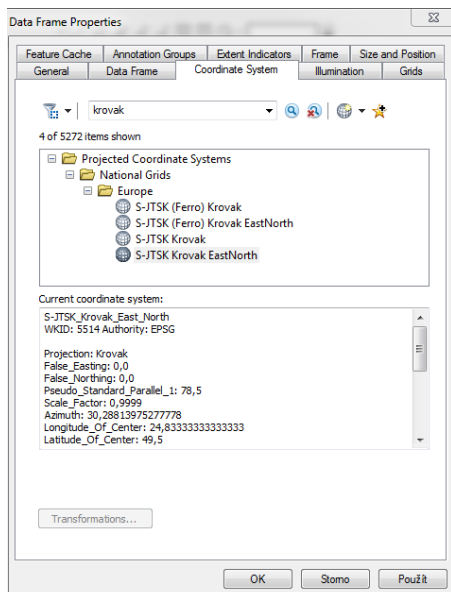 Data Frame Properties
Feature Cache Annotation Groups Extent Indicators Frame Size and Position
General Data Frame Coordinate System Illumination Grids
krovak
4 of 5272 items shown
Projected Coordinate Systems
National Grids
Europe
S-JTSK (Ferro) Krovak
S-JTSK (Ferro) Krovak EastNorth
S-JTSK Krovak
S-JTSK Krovak EastNorth
Current coordinate system:
S-JTSK_Krovak_East_North
WKID: 5514 Authority: EPSG
Projection: Krovak
False_Easting: 0,0
False_Northing: 0,0
Pseudo_Standard_Parallel_1: 78,5
Scale_Factor: 0,9999
Azimuth: 30,28813975277778
Longitude_Of_Center: 24,83333333333333
Latitude_Of_Center: 49,5
Transformations...
OK Storno Použít